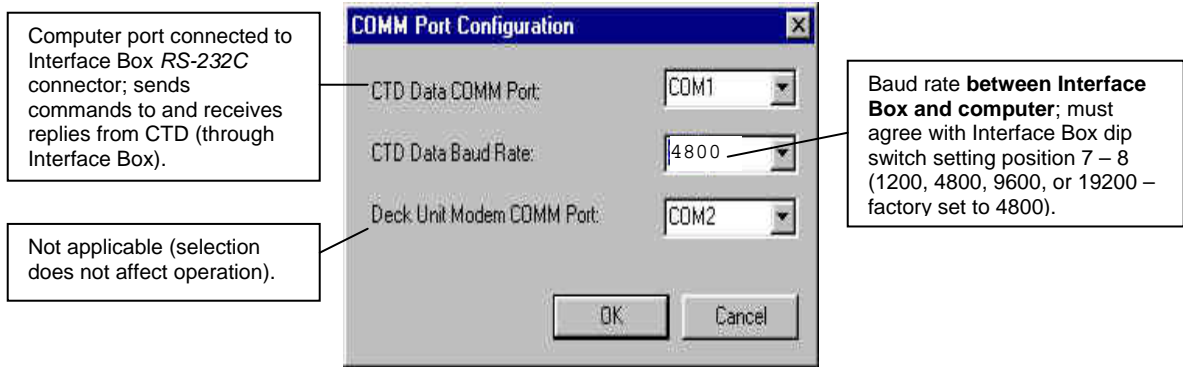 Computer port connected to
Interface Box RS-232C
connector; sends
commands to and receives
replies from CTD (through
Interface Box).
Not applicable (selection
does not affect operation).
COMM Port Configuration
CTD Data COMM Port:
COM1
CTD Data Baud Rate:
4800
Deck Unit Modem COMM Port:
COM2
OK
Cancel
Baud rate between Interface
Box and computer; must
agree with Interface Box dip
switch setting position 7 – 8
(1200, 4800, 9600, or 19200 –
factory set to 4800).